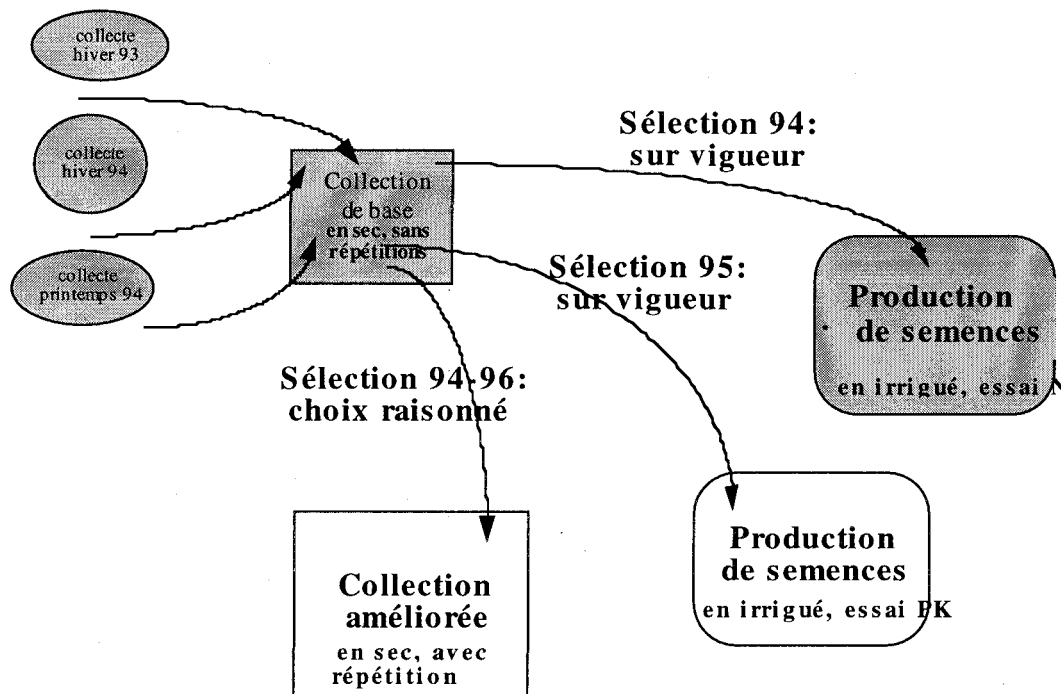 collecte
hiver 93
collecte
hiver 94
collecte
printemps 94
Collection
de base
en sec, sans
répétitions
Sélection 94:
sur vigueur
Sélection 95:
sur vigueur
Sélection 94-96:
choix raisonné
Production
de semences
en irrigué, essai N
Production
de semences
en irrigué, essai PK
Collection
améliorée
en sec, avec
répétition